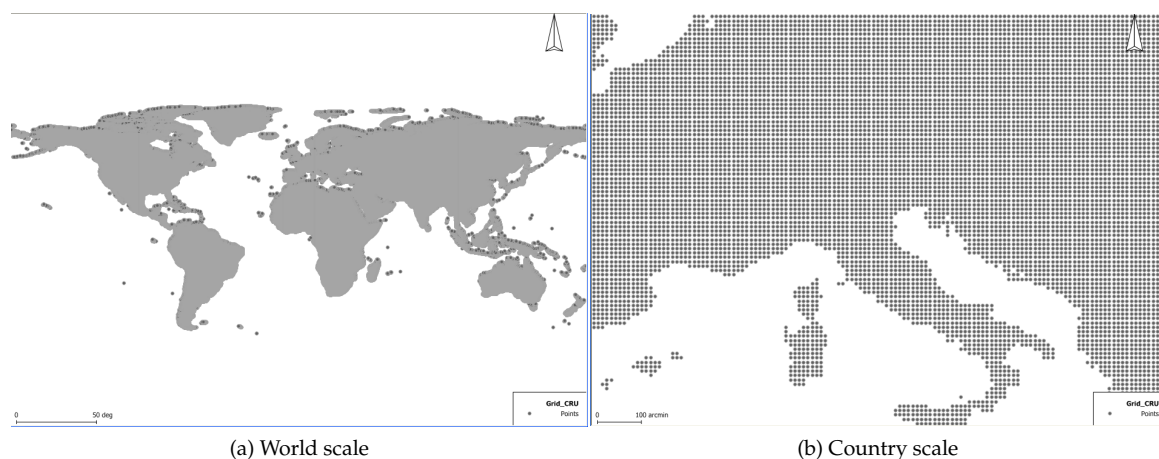 0 50 deg
Grid_CRU
Points
0 100 arcmin
Grid_CRU
Points
(a) World scale
(b) Country scale